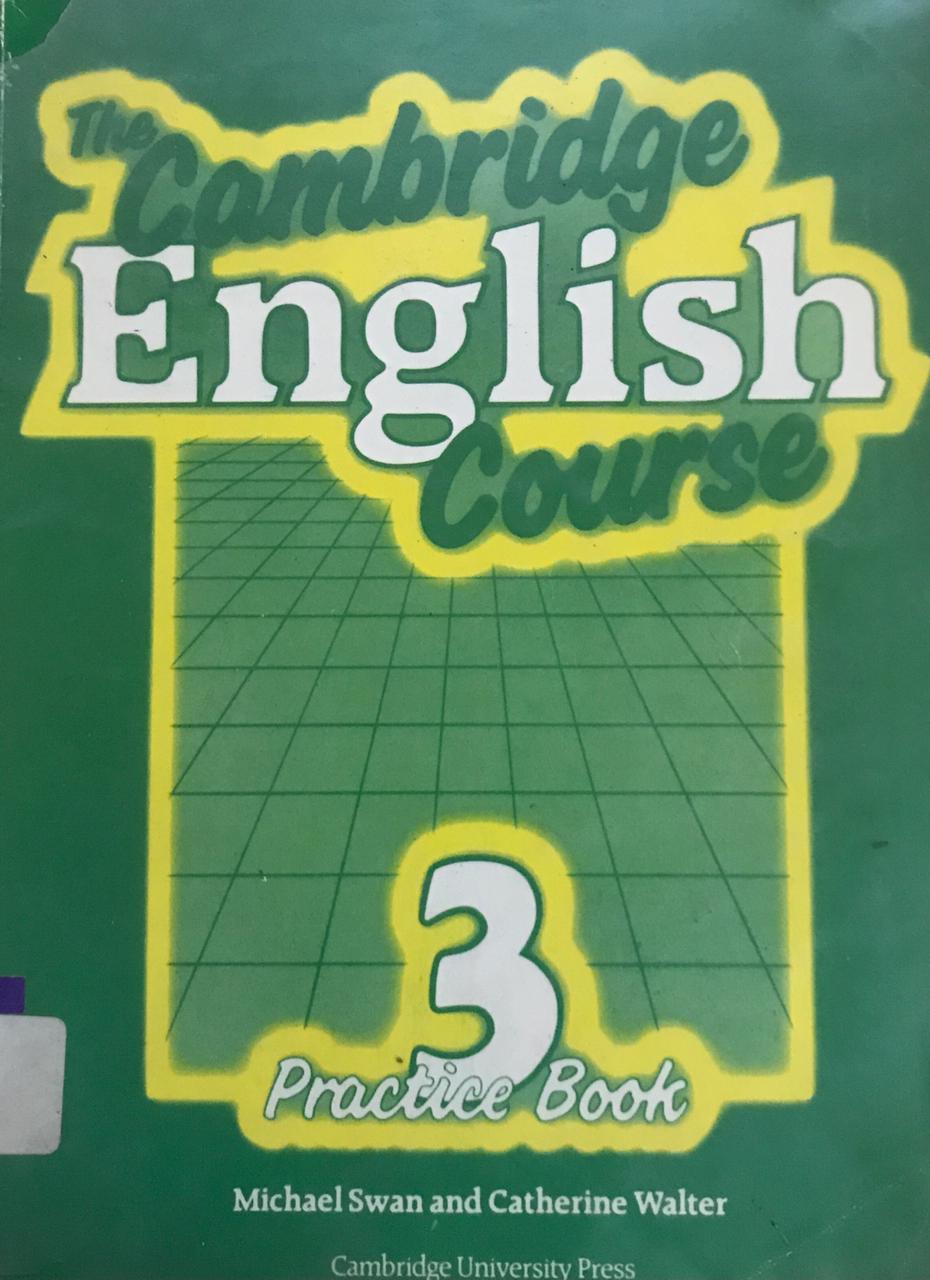 The Cambridge
English
Course
3
Practice Book
Michael Swan and Catherine Walter
Cambridge University Press